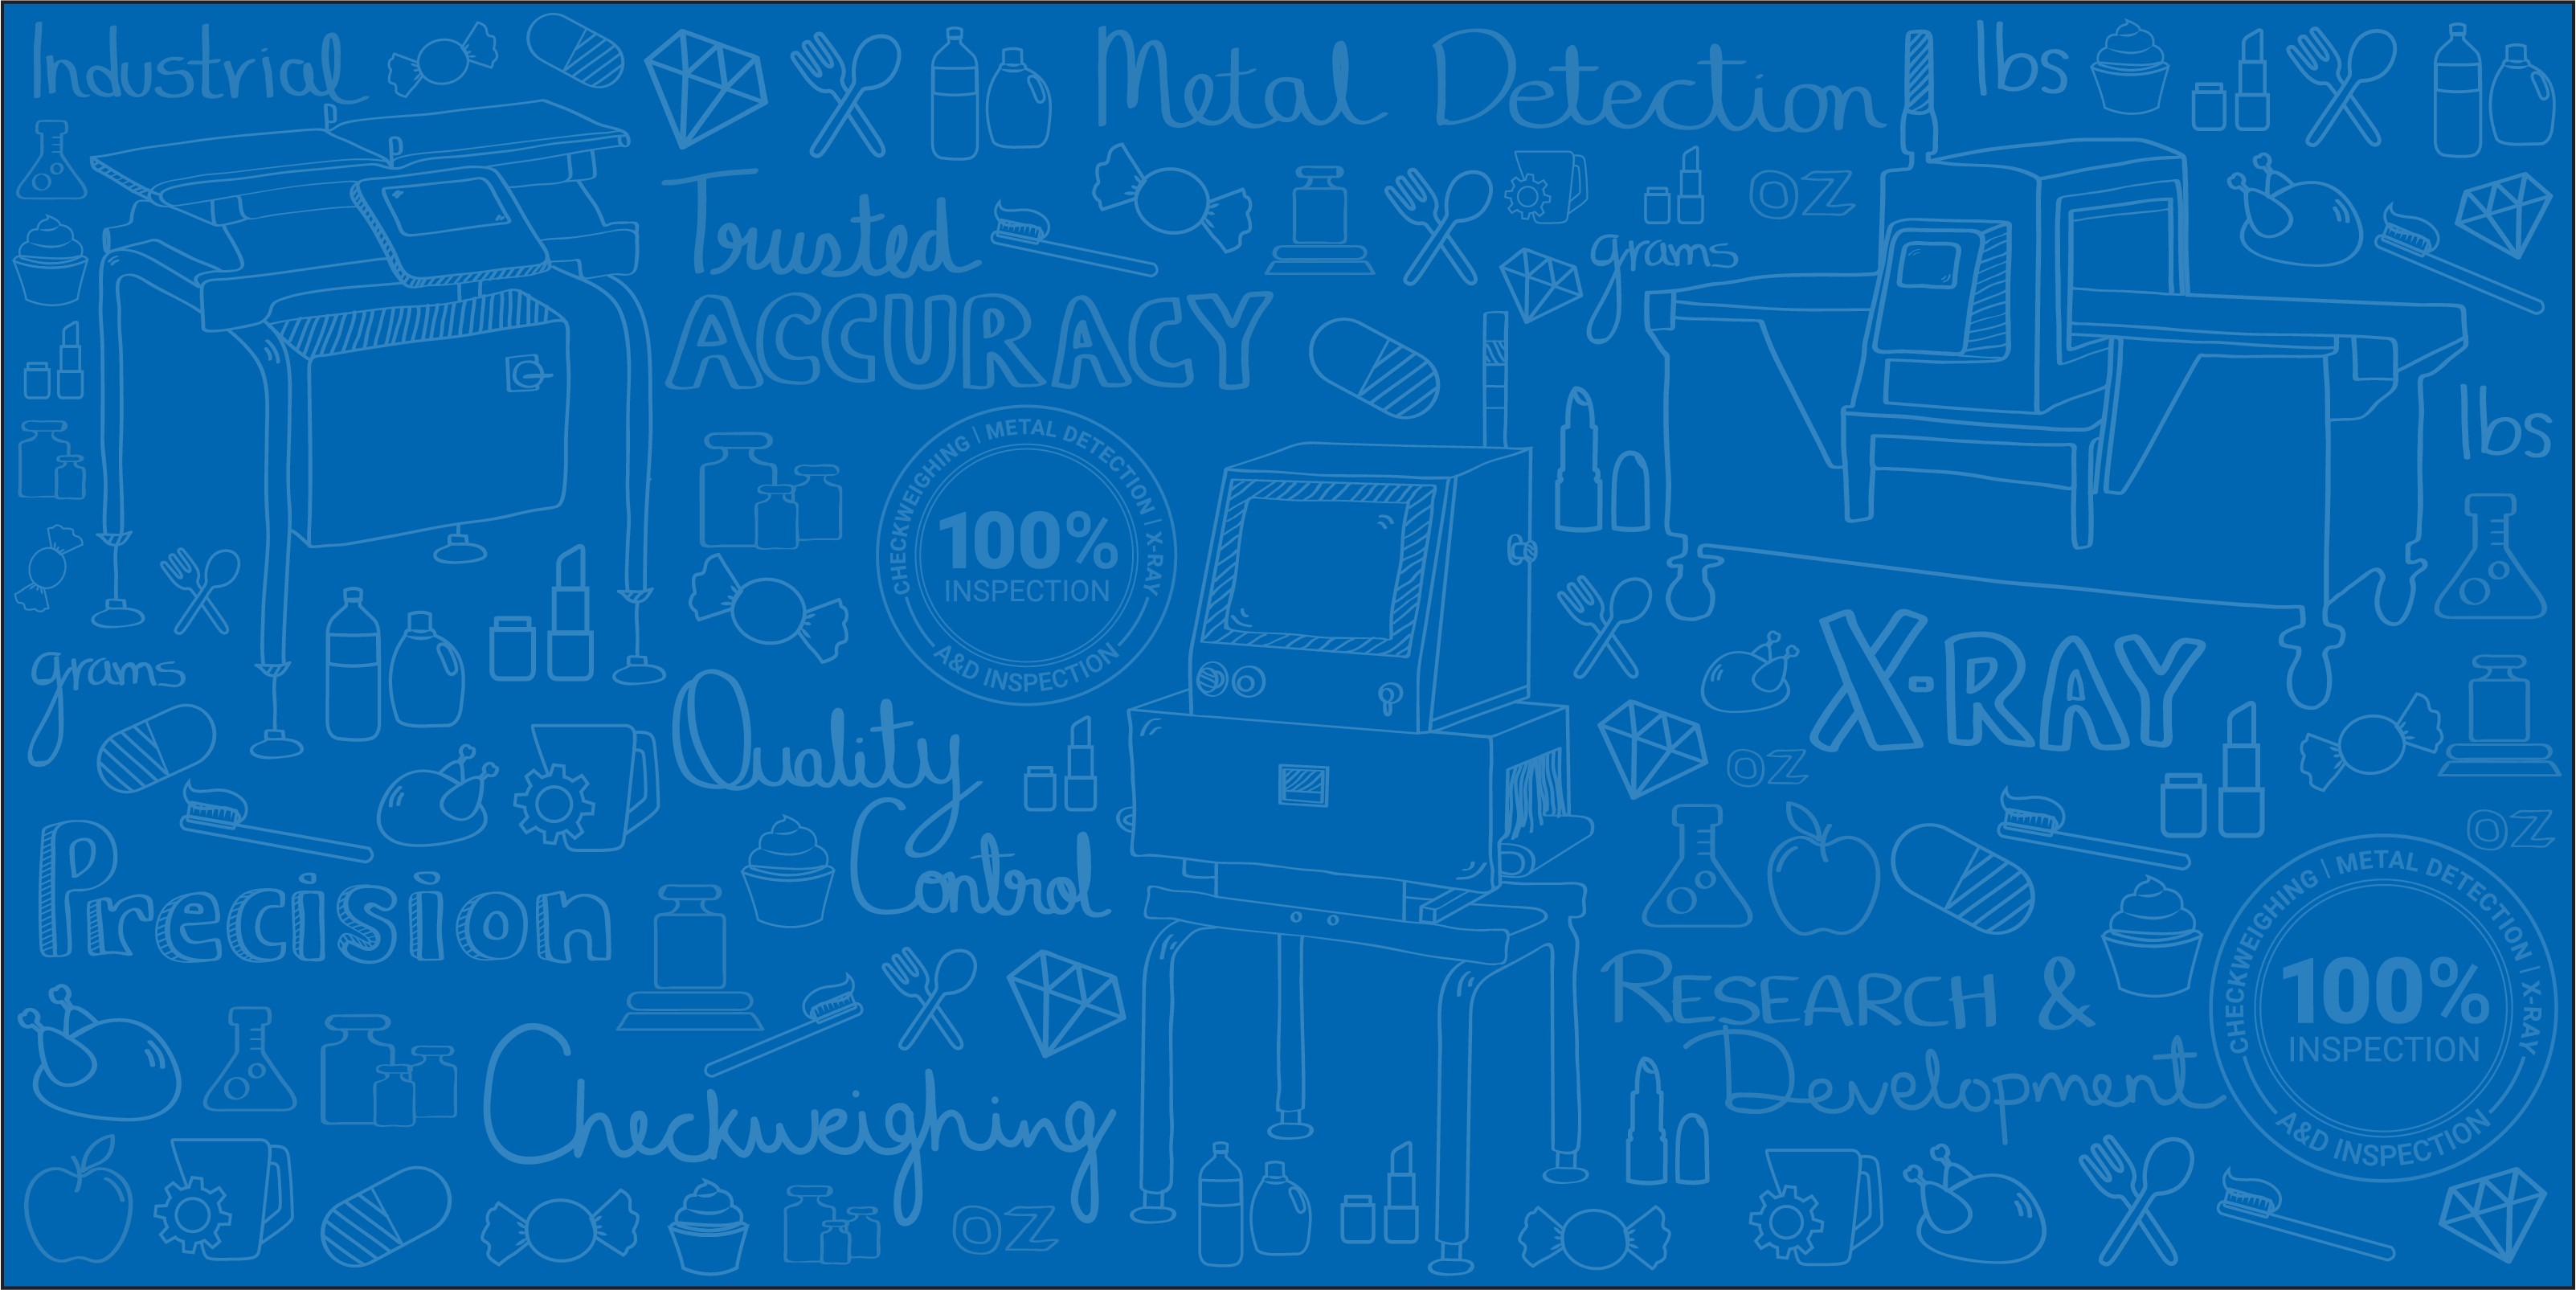 Industrial
Metal Detection
lbs
Trusted
ACCURACY
oz
grams
CHECKWEIGHING | METAL DETECTION | X-RAY
100%
INSPECTION
A&D INSPECTION
lbs
grams
X-RAY
Quality
Control
oz
oz
Precision
RESEARCH &
Development
CHECKWEIGHING | METAL DETECTION | X-RAY
100%
INSPECTION
A&D INSPECTION
Checkweighing
oz